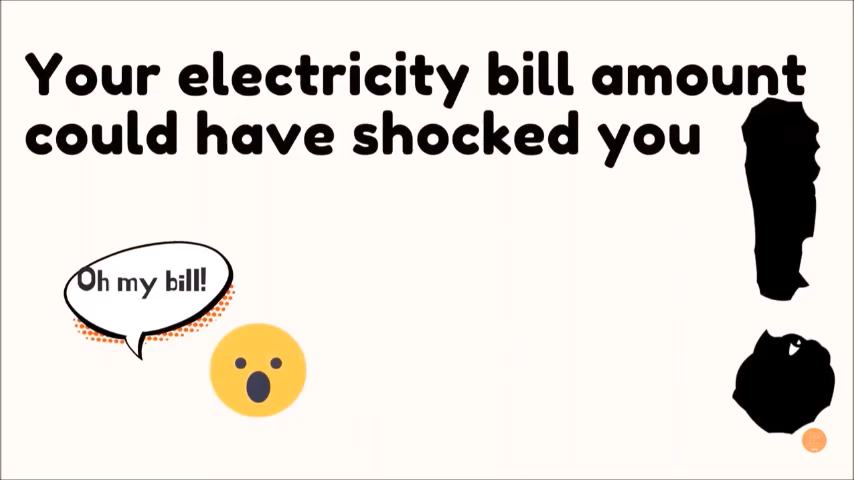 Your electricity bill amount
could have shocked you
Oh my bill!